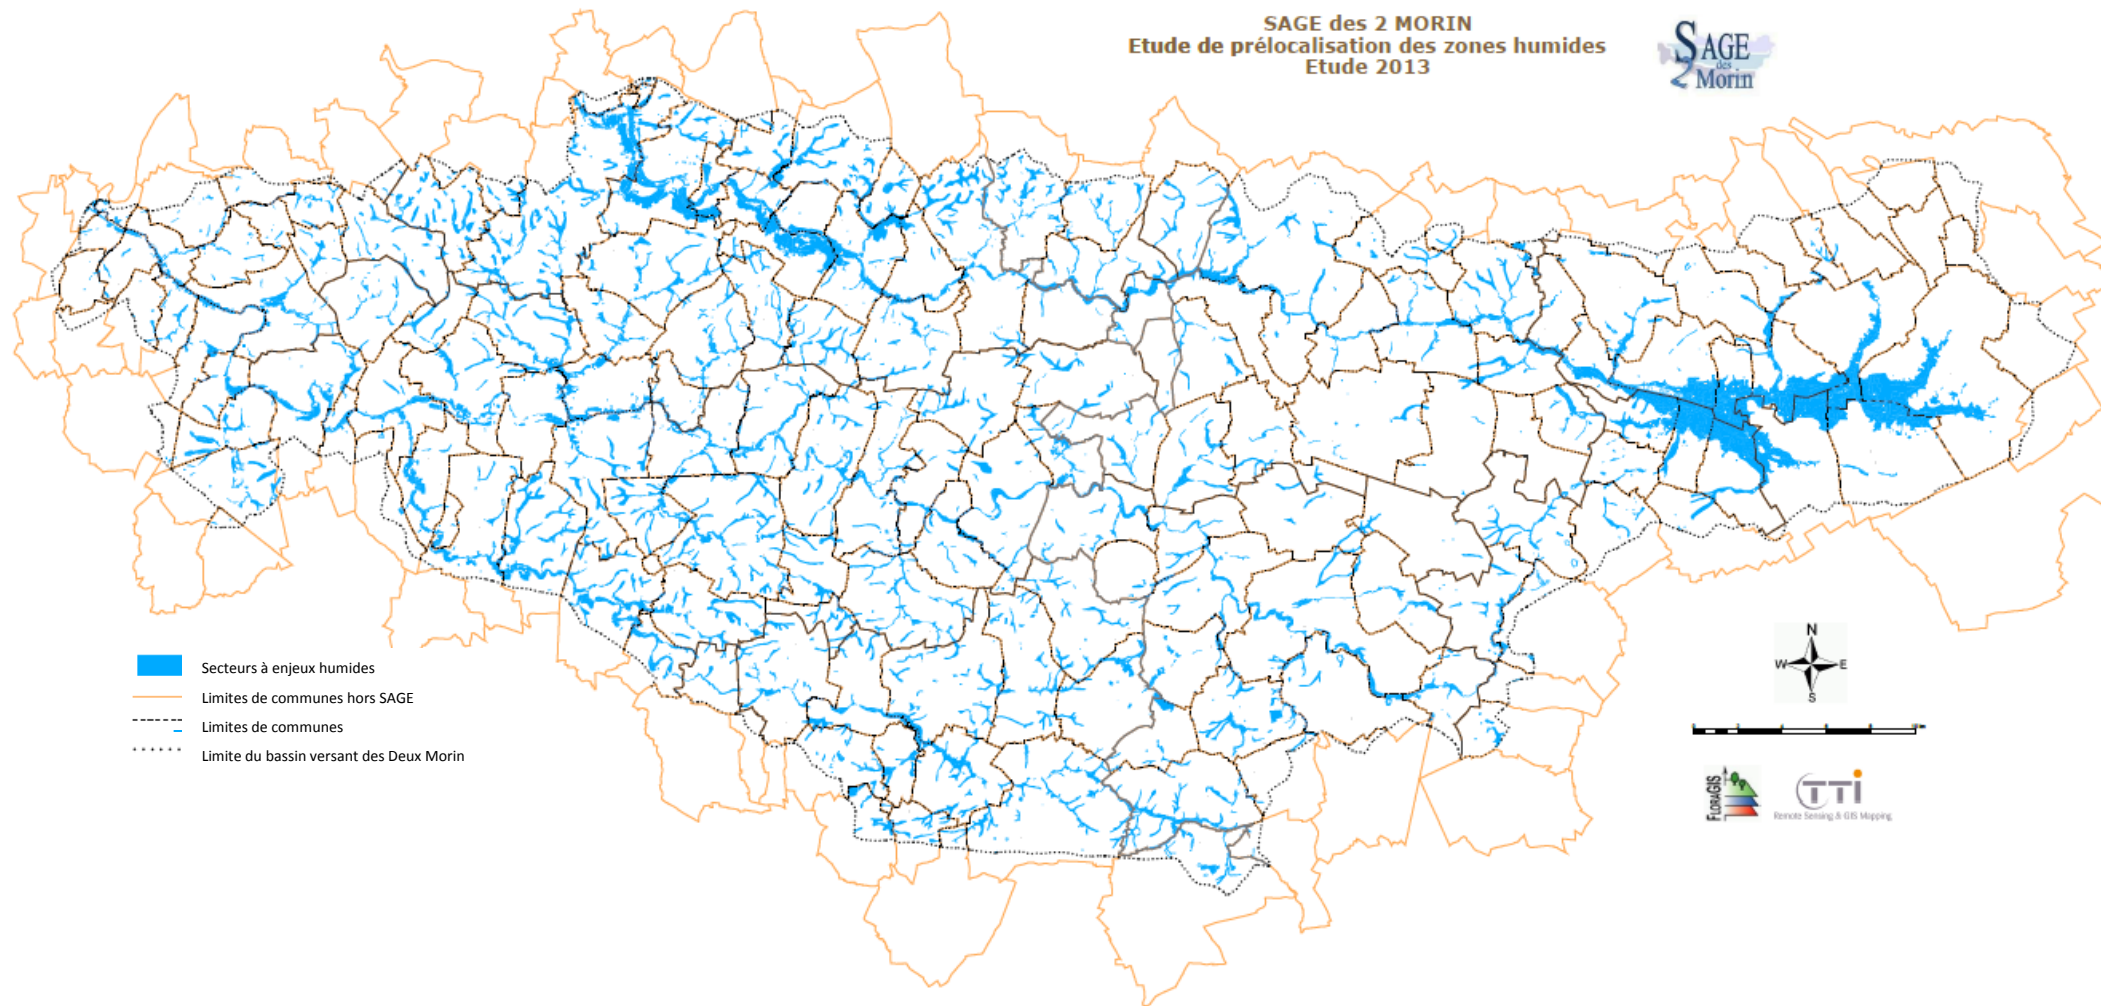 SAGE des 2 MORIN
Etude de prélocalisation des zones humides
Etude 2013
SAGE
des
2 Morin
Secteurs à enjeux humides
Limites de communes hors SAGE
Limites de communes
Limite du bassin versant des Deux Morin
N
W E
S
FLORAGIS
TTI
Remote Sensing & GIS Mapping